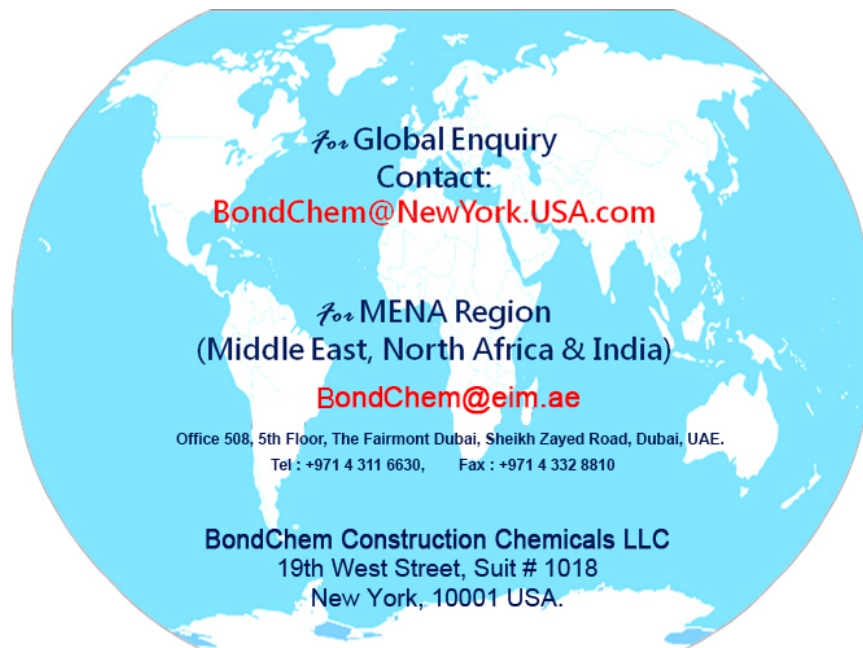 For Global Enquiry
Contact:
BondChem@NewYork.USA.com
For MENA Region
(Middle East, North Africa & India)
BondChem@eim.ae
Office 508, 5th Floor, The Fairmont Dubai, Sheikh Zayed Road, Dubai, UAE.
Tel : +971 4 311 6630, Fax : +971 4 332 8810
BondChem Construction Chemicals LLC
19th West Street, Suit # 1018
New York, 10001 USA.